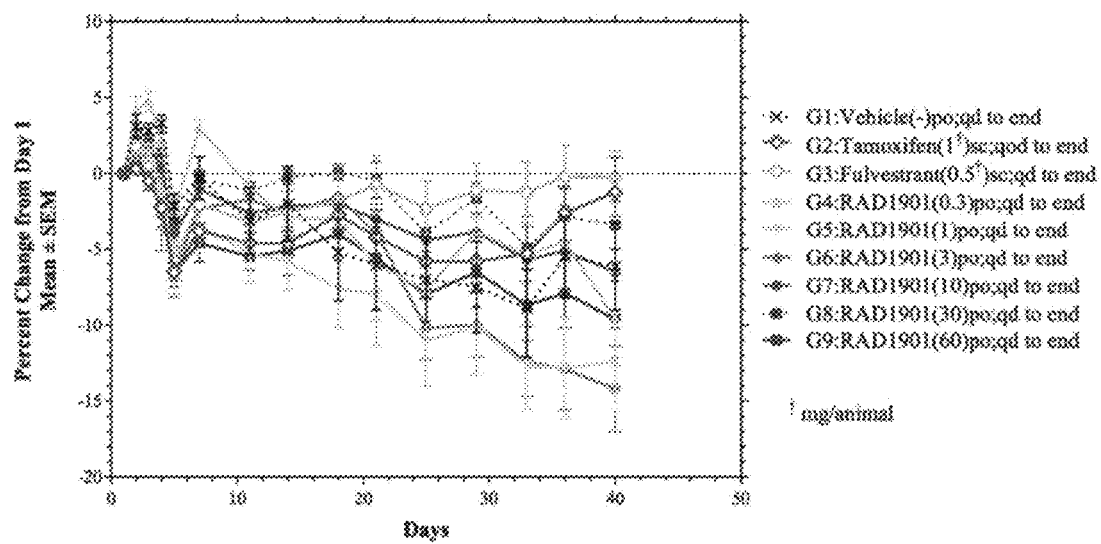 Percent Change from Day 1
Mean ± SEM
10
5
0
-5
-10
-15
-20
0 10 20 30 40 50
Days
G1:Vehicle(-)po;qd to end
G2:Tamoxifen(1†)sc;qod to end
G3:Fulvestrant(0.5†)sc;qd to end
G4:RAD1901(0.3)po;qd to end
G5:RAD1901(1)po;qd to end
G6:RAD1901(3)po;qd to end
G7:RAD1901(10)po;qd to end
G8:RAD1901(30)po;qd to end
G9:RAD1901(60)po;qd to end
† mg/animal